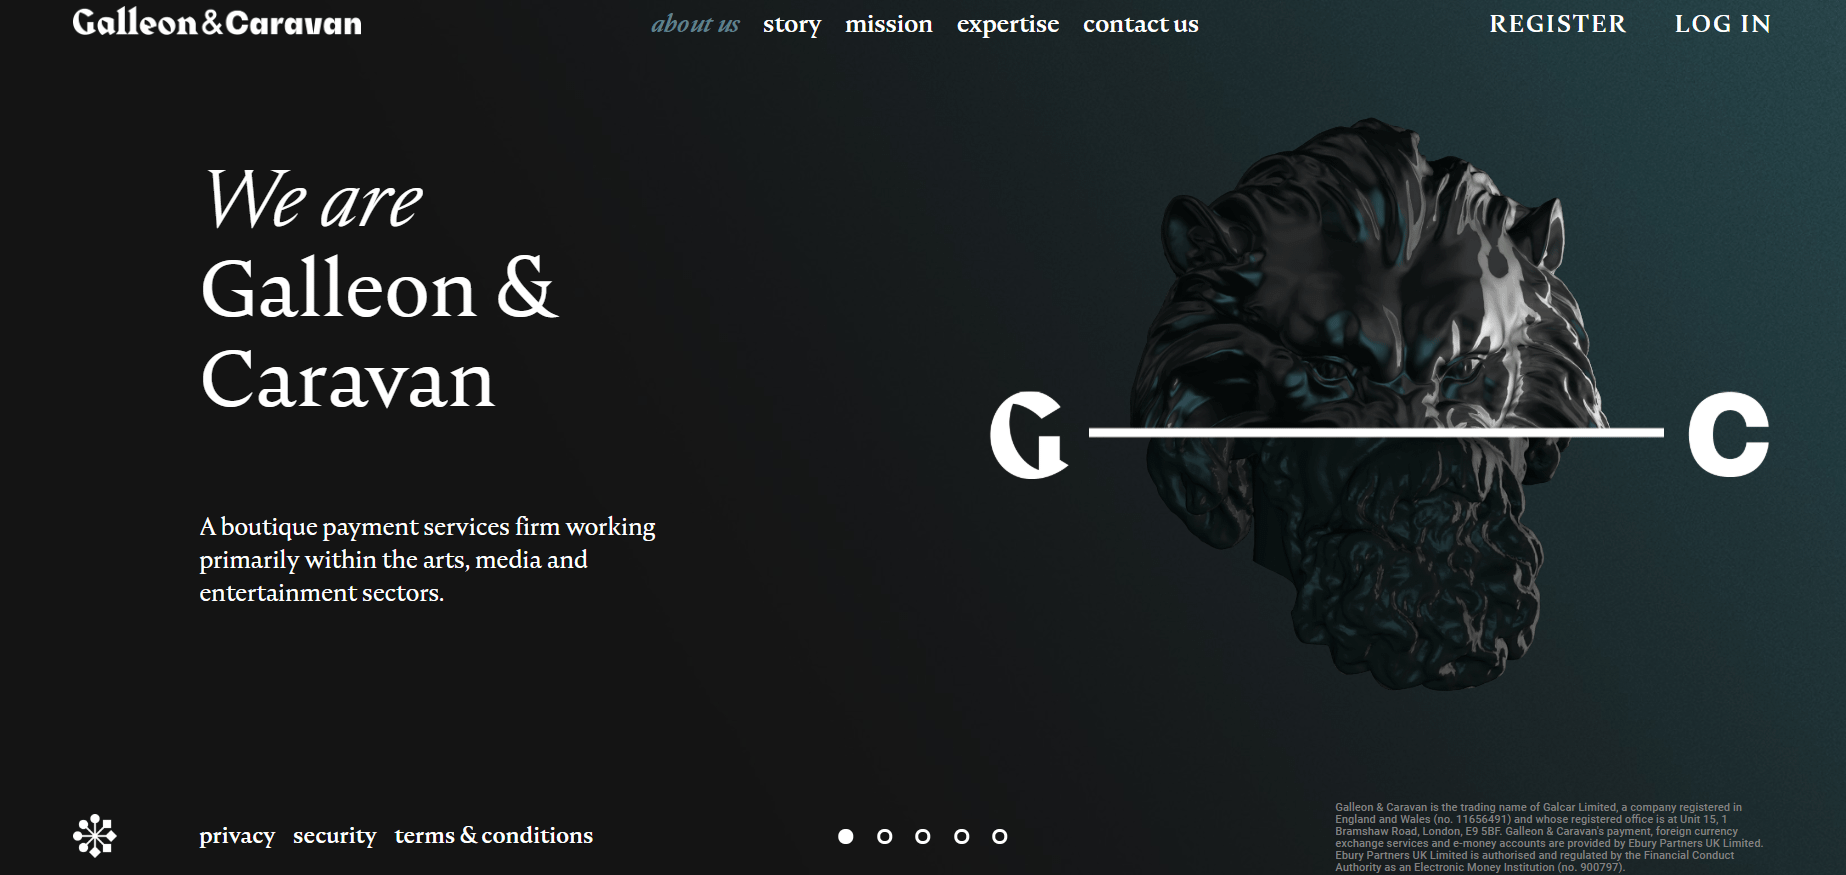 Galleon & Caravan
about us story mission expertise contact us
REGISTER LOG IN
We are
Galleon &
Caravan
A boutique payment services firm working
primarily within the arts, media and
entertainment sectors.
G C
privacy security terms & conditions
Galleon & Caravan is the trading name of Galcar Limited, a company registered in
England and Wales (no. 11656491) and whose registered office is at Unit 15, 1
Bramshaw Road, London, E9 5BF. Galleon & Caravan's payment, foreign currency
exchange services and e-money accounts are provided by Ebury Partners UK Limited.
Ebury Partners UK Limited is authorised and regulated by the Financial Conduct
Authority as an Electronic Money Institution (no. 900797).